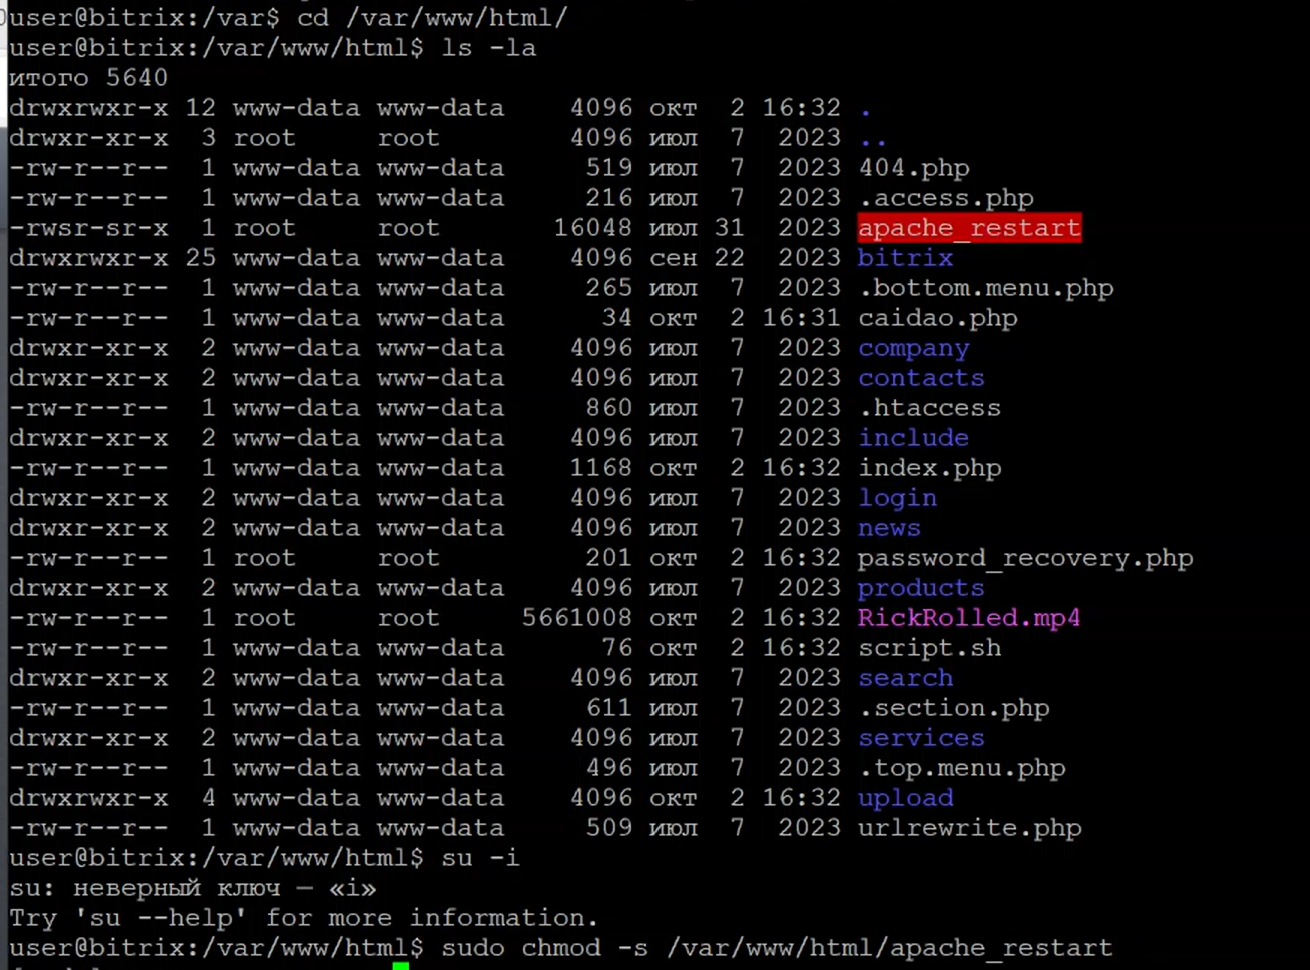 user@bitrix:/var$ cd /var/www/html/
user@bitrix:/var/www/html$ ls -la
итого 5640
drwxrwxr-x 12 www-data www-data    4096 окт  2 16:32 .
drwxr-xr-x  3 root     root        4096 июл  7  2023 ..
-rw-r--r--  1 www-data www-data     519 июл  7  2023 404.php
-rw-r--r--  1 www-data www-data     216 июл  7  2023 .access.php
-rwsr-sr-x  1 root     root       16048 июл 31  2023 apache_restart
drwxrwxr-x 25 www-data www-data    4096 сен 22  2023 bitrix
-rw-r--r--  1 www-data www-data     265 июл  7  2023 .bottom.menu.php
-rw-r--r--  1 www-data www-data      34 окт  2 16:31 caidao.php
drwxr-xr-x  2 www-data www-data    4096 июл  7  2023 company
drwxr-xr-x  2 www-data www-data    4096 июл  7  2023 contacts
-rw-r--r--  1 www-data www-data     860 июл  7  2023 .htaccess
drwxr-xr-x  2 www-data www-data    4096 июл  7  2023 include
-rw-r--r--  1 www-data www-data    1168 окт  2 16:32 index.php
drwxr-xr-x  2 www-data www-data    4096 июл  7  2023 login
drwxr-xr-x  2 www-data www-data    4096 июл  7  2023 news
-rw-r--r--  1 root     root         201 окт  2 16:32 password_recovery.php
drwxr-xr-x  2 www-data www-data    4096 июл  7  2023 products
-rw-r--r--  1 root     root     5661008 окт  2 16:32 RickRolled.mp4
-rw-r--r--  1 www-data www-data      76 окт  2 16:32 script.sh
drwxr-xr-x  2 www-data www-data    4096 июл  7  2023 search
-rw-r--r--  1 www-data www-data     611 июл  7  2023 .section.php
drwxr-xr-x  2 www-data www-data    4096 июл  7  2023 services
-rw-r--r--  1 www-data www-data     496 июл  7  2023 .top.menu.php
drwxrwxr-x  4 www-data www-data    4096 окт  2 16:32 upload
-rw-r--r--  1 www-data www-data     509 июл  7  2023 urlrewrite.php
user@bitrix:/var/www/html$ su -i
su: неверный ключ — «i»
Try 'su --help' for more information.
user@bitrix:/var/www/html$ sudo chmod -s /var/www/html/apache_restart